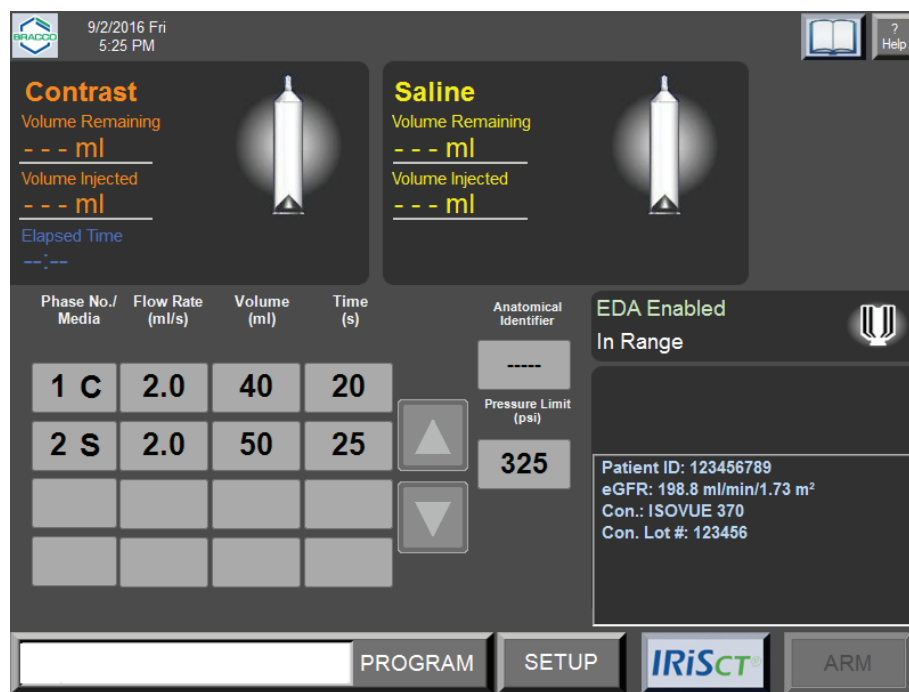 BRACCO
9/2/2016 Fri
5:25 PM
?
Help
Contrast
Volume Remaining
- - - ml
Volume Injected
- - - ml
Elapsed Time
--:--
Saline
Volume Remaining
- - - ml
Volume Injected
- - - ml
Phase No./ Flow Rate Volume Time
Media (ml/s) (ml) (s)
1 C 2.0 40 20
2 S 2.0 50 25
Anatomical
Identifier
-----
Pressure Limit
(psi)
325
EDA Enabled
In Range
Patient ID: 123456789
eGFR: 198.8 ml/min/1.73 m²
Con.: ISOVUE 370
Con. Lot #: 123456
PROGRAM SETUP IRiSCT® ARM